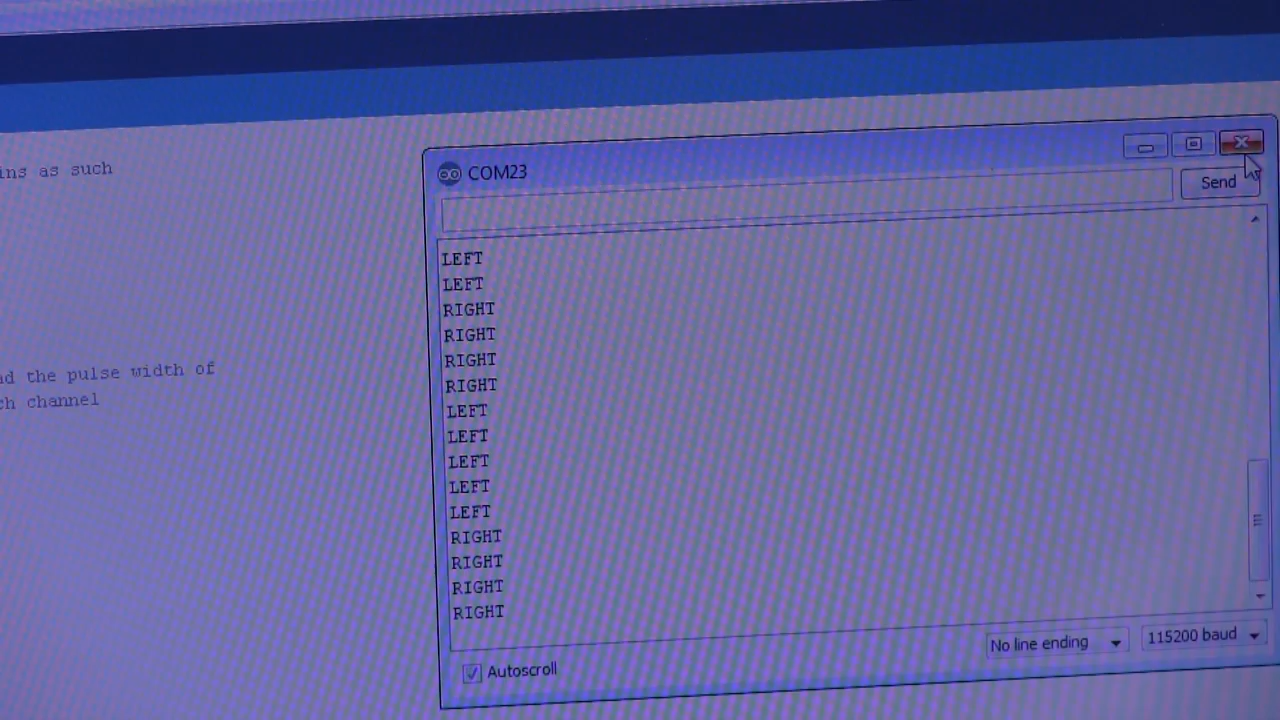 ins as such
d the pulse width of
ch channel
COM23
Send
LEFT
LEFT
RIGHT
RIGHT
RIGHT
RIGHT
LEFT
LEFT
LEFT
LEFT
LEFT
RIGHT
RIGHT
RIGHT
RIGHT
Autoscroll
No line ending
115200 baud